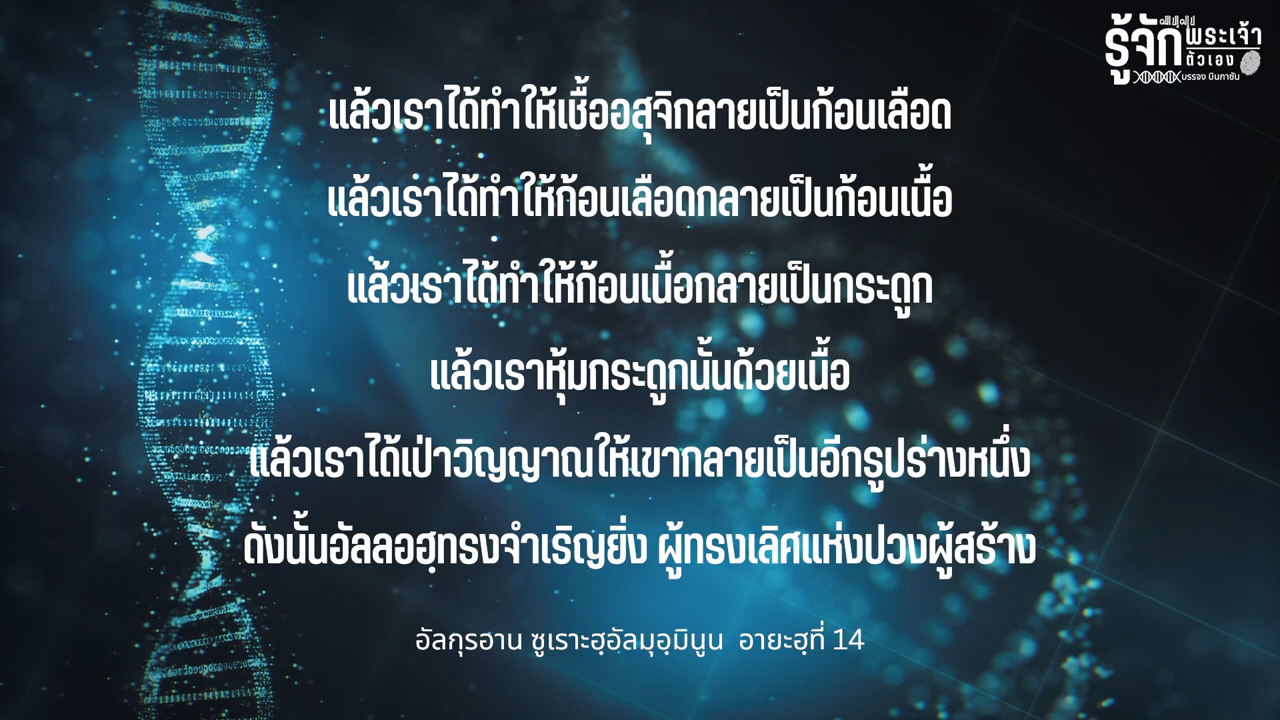 รู้จัก
พระเจ้า
ตัวเอง
บรรจง บินกาซัน
แล้วเราได้ทำให้เชื้ออสุจิกลายเป็นก้อนเลือด
แล้วเราได้ทำให้ก้อนเลือดกลายเป็นก้อนเนื้อ
แล้วเราได้ทำให้ก้อนเนื้อกลายเป็นกระดูก
แล้วเราหุ้มกระดูกนั้นด้วยเนื้อ
แล้วเราได้เป่าวิญญาณให้เขากลายเป็นอีกรูปร่างหนึ่ง
ดังนั้นอัลลอฮฺทรงจำเริญยิ่ง ผู้ทรงเลิศแห่งปวงผู้สร้าง
อัลกุรฮาน ซูเราะฮฺอัลมุอฺมินูน อายะฮฺที่ 14